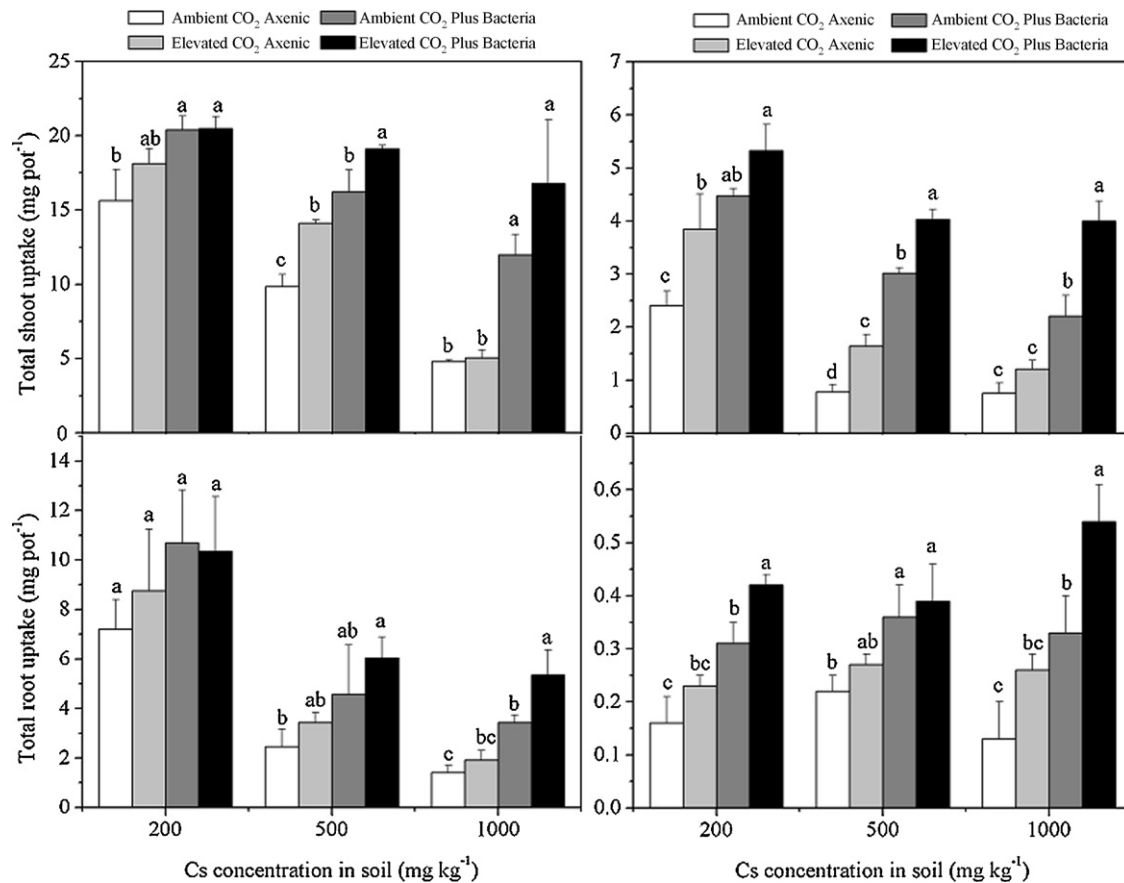 Ambient CO2 Axenic Ambient CO2 Plus Bacteria
Elevated CO2 Axenic Elevated CO2 Plus Bacteria
Ambient CO2 Axenic Ambient CO2 Plus Bacteria
Elevated CO2 Axenic Elevated CO2 Plus Bacteria
Total shoot uptake (mg pot-1)
25
20
15
10
5
0
b ab a a
c b b a
b b a a
7
6
5
4
3
2
1
0
c b ab a
d c b a
c c b a
Total root uptake (mg pot-1)
14
12
10
8
6
4
2
0
a a a a
b ab ab a
c bc b a
200 500 1000
Cs concentration in soil (mg kg-1)
0.6
0.5
0.4
0.3
0.2
0.1
0.0
c bc b a
b ab a a
c bc b a
200 500 1000
Cs concentration in soil (mg kg-1)